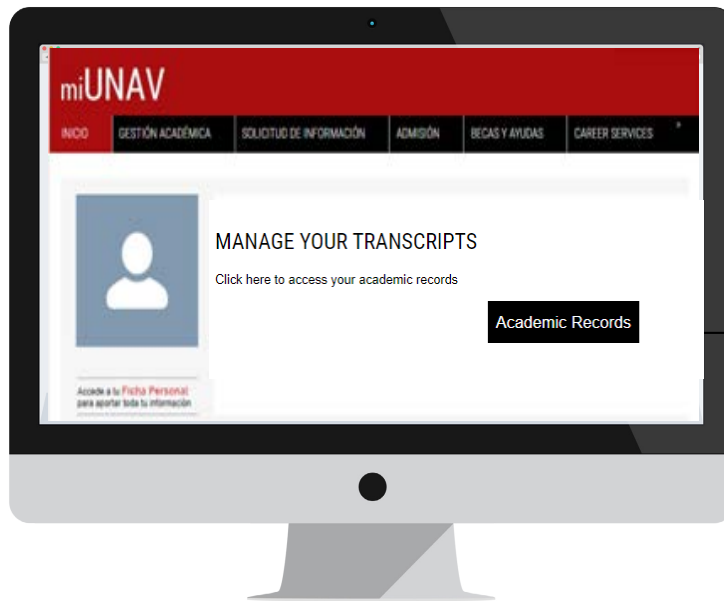 miUNAV
INICIO GESTIÓN ACADÉMICA SOLICITUD DE INFORMACIÓN ADMISIÓN BECAS Y AYUDAS CAREER SERVICES »
MANAGE YOUR TRANSCRIPTS
Click here to access your academic records
Academic Records
Accede a tu Ficha Personal
para aportar toda tu información